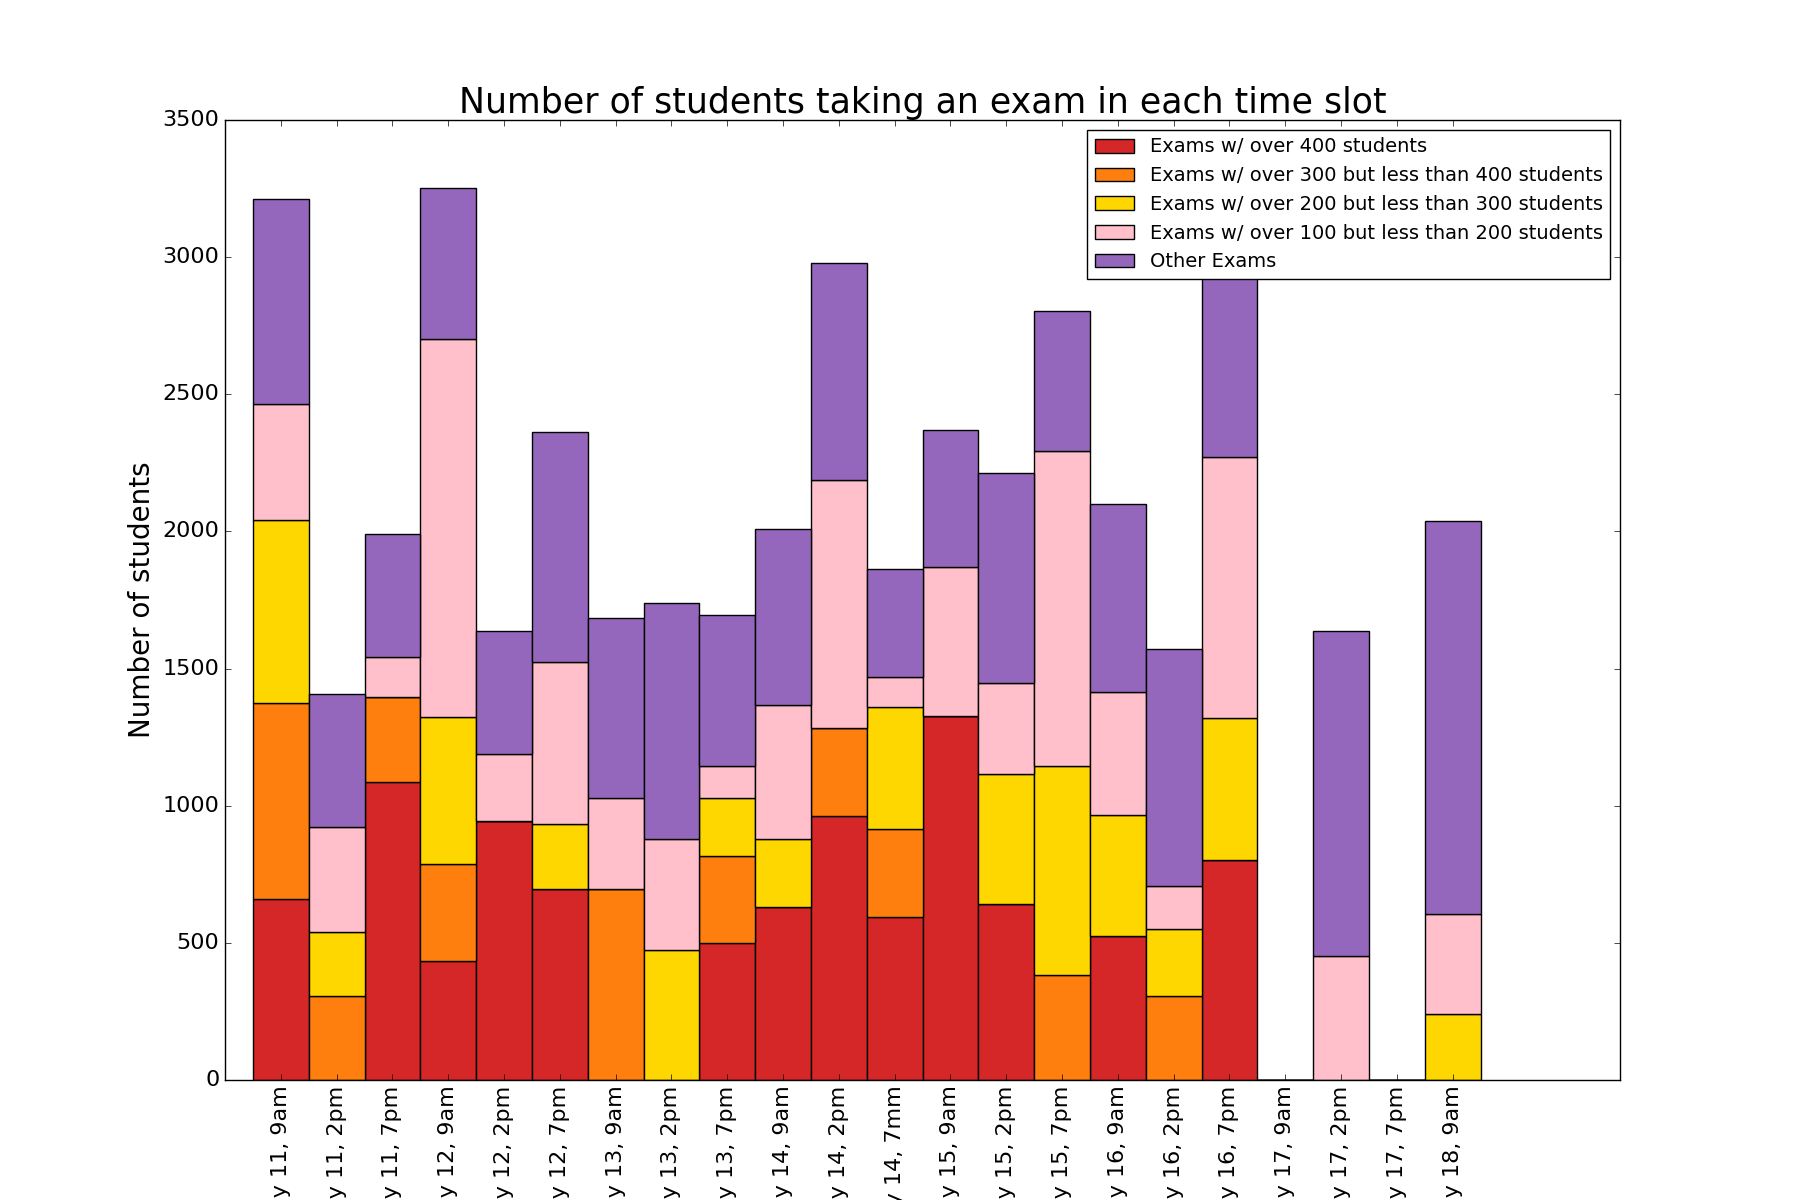 Number of students taking an exam in each time slot
Number of students
3500
3000
2500
2000
1500
1000
500
0
Exams w/ over 400 students
Exams w/ over 300 but less than 400 students
Exams w/ over 200 but less than 300 students
Exams w/ over 100 but less than 200 students
Other Exams
y 11, 9am
y 11, 2pm
y 11, 7pm
y 12, 9am
y 12, 2pm
y 12, 7pm
y 13, 9am
y 13, 2pm
y 13, 7pm
y 14, 9am
y 14, 2pm
y 14, 7mm
y 15, 9am
y 15, 2pm
y 15, 7pm
y 16, 9am
y 16, 2pm
y 16, 7pm
y 17, 9am
y 17, 2pm
y 17, 7pm
y 18, 9am